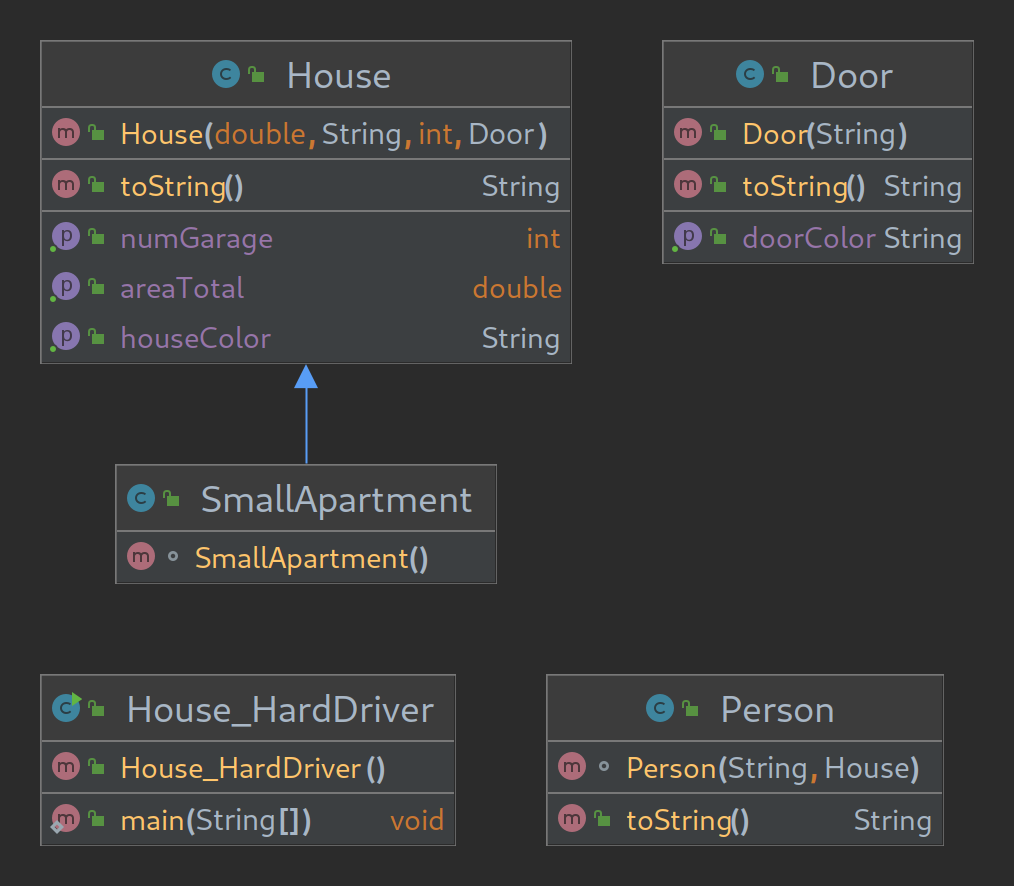 House
House(double, String, int, Door)
toString() String
numGarage int
areaTotal double
houseColor String
Door
Door(String)
toString() String
doorColor String
SmallApartment
SmallApartment()
House_HardDriver
House_HardDriver()
main(String[]) void
Person
Person(String, House)
toString() String